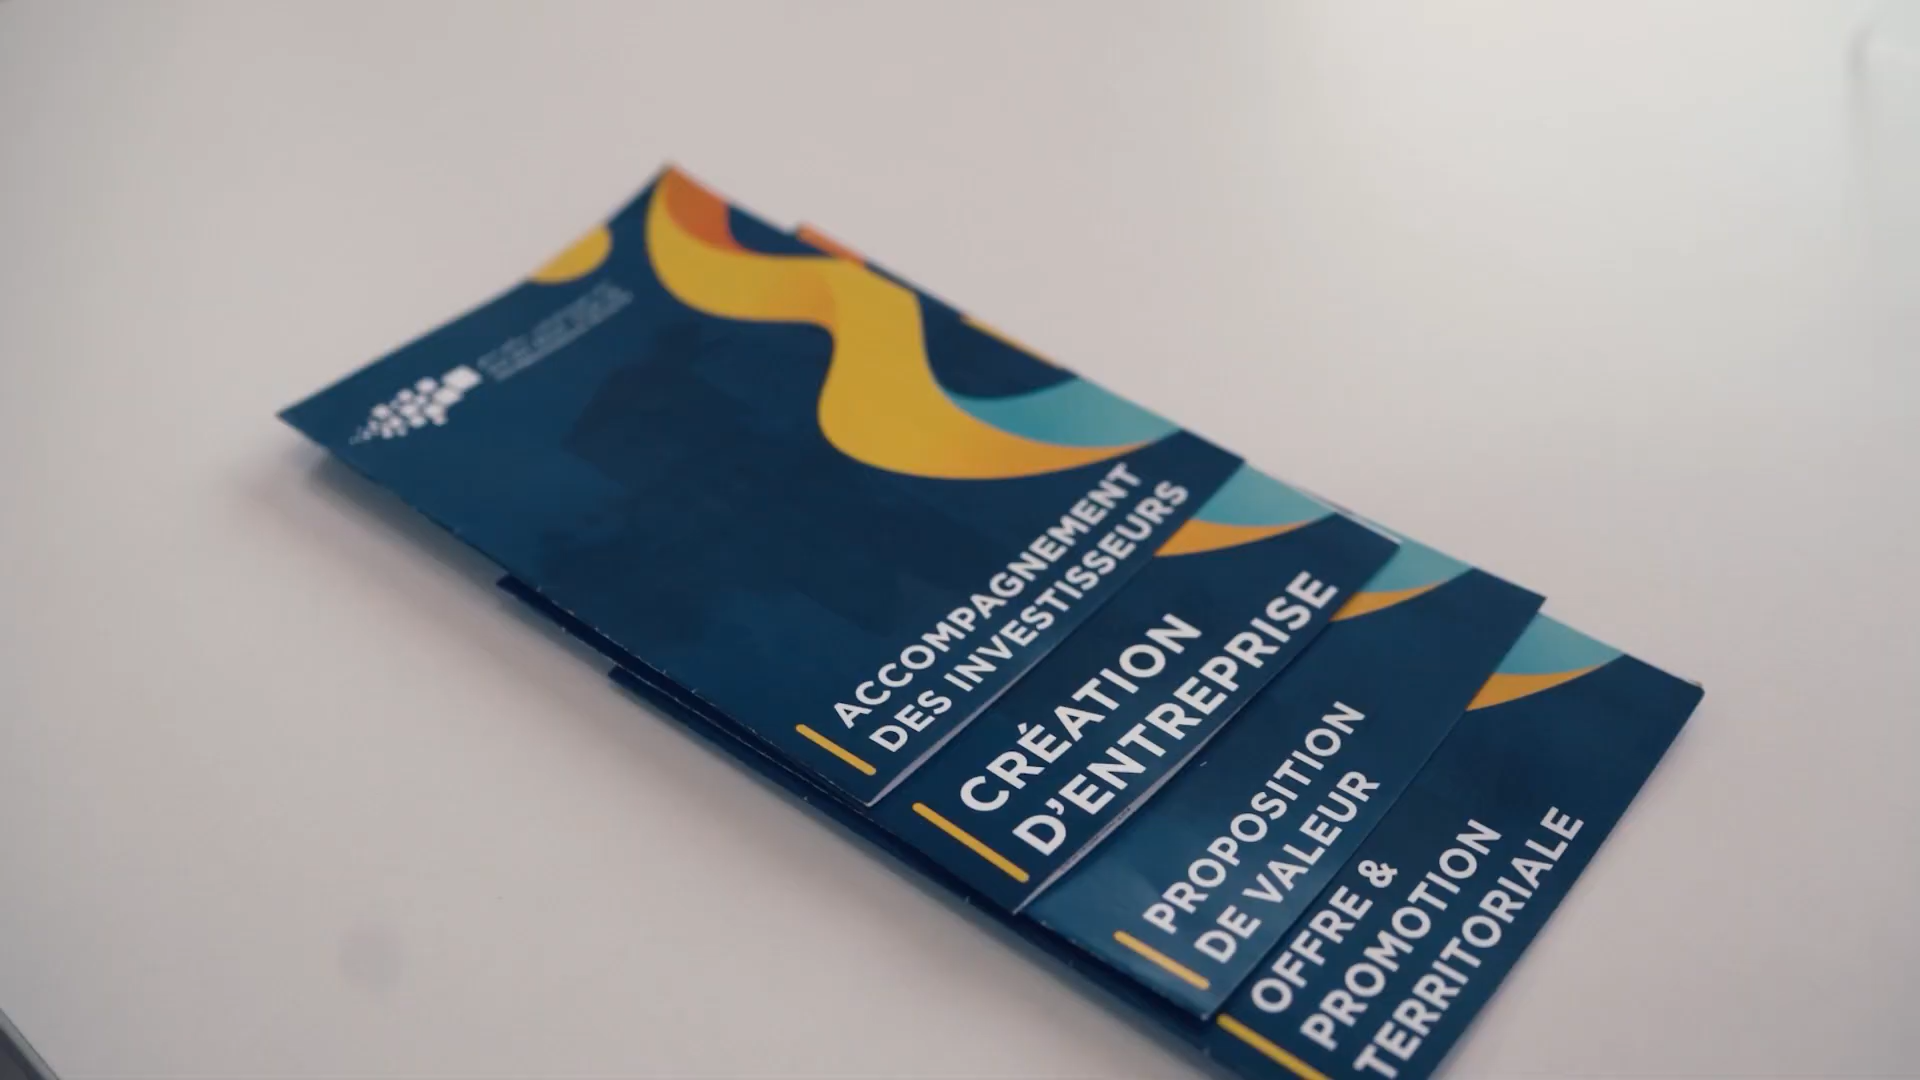 ACCOMPAGNEMENT
DES INVESTISSEURS
CRÉATION
D'ENTREPRISE
PROPOSITION
DE VALEUR
OFFRE &
PROMOTION
TERRITORIALE